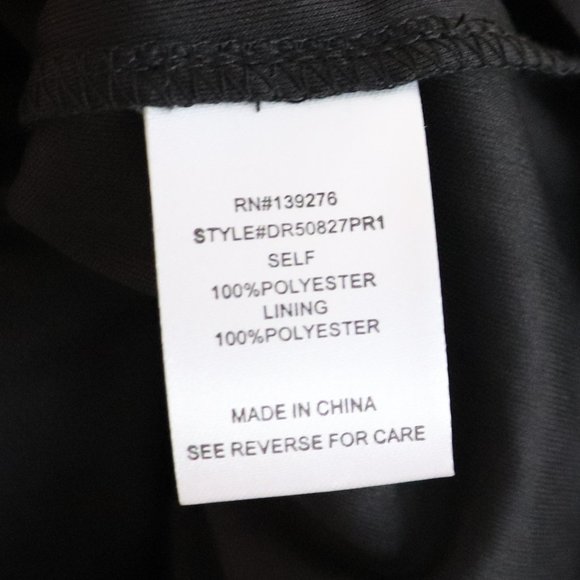 RN#139276
STYLE#DR50827PR1
SELF
100%POLYESTER
LINING
100%POLYESTER
MADE IN CHINA
SEE REVERSE FOR CARE